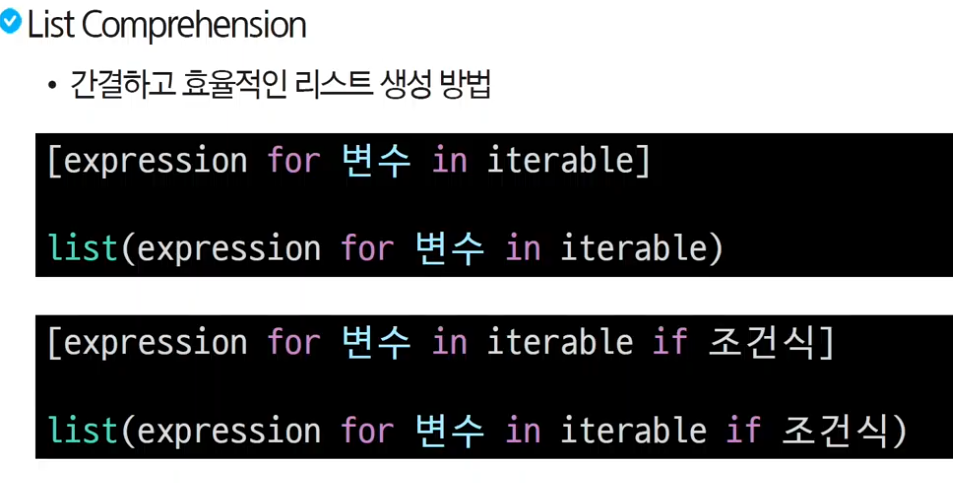 List Comprehension
• 간결하고 효율적인 리스트 생성 방법
[expression for 변수 in iterable]
list(expression for 변수 in iterable)
[expression for 변수 in iterable if 조건식]
list(expression for 변수 in iterable if 조건식)